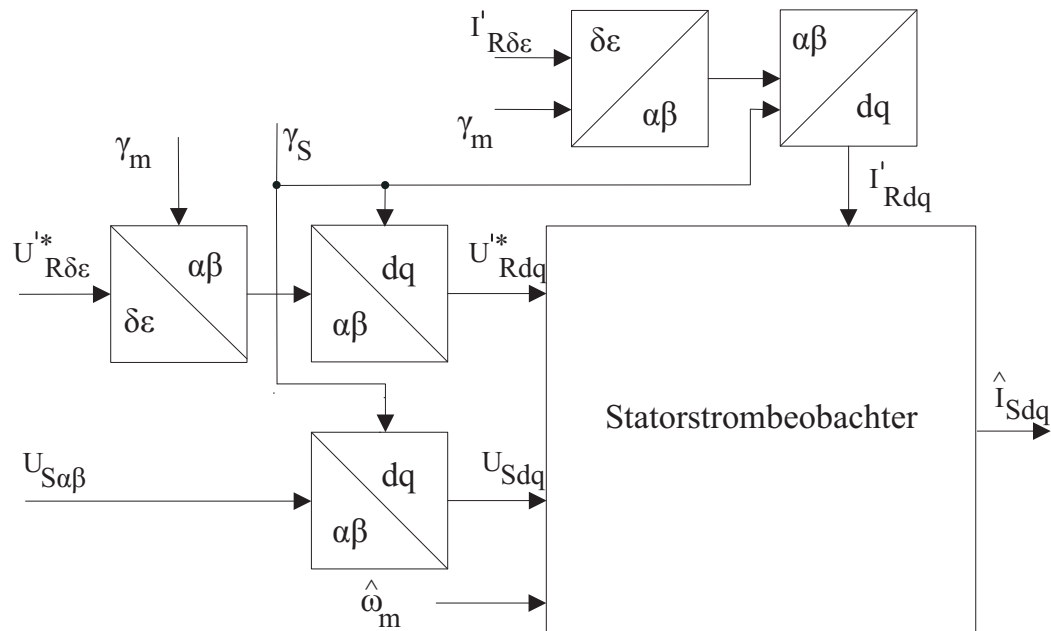 I'Rδε
δε
αβ
αβ
dq
γm
γS
γm
I'Rdq
U'*Rδε
αβ
δε
dq
αβ
U'*Rdq
Statorstrombeobachter
ÎSdq
USαβ
dq
αβ
USdq
ω̂m